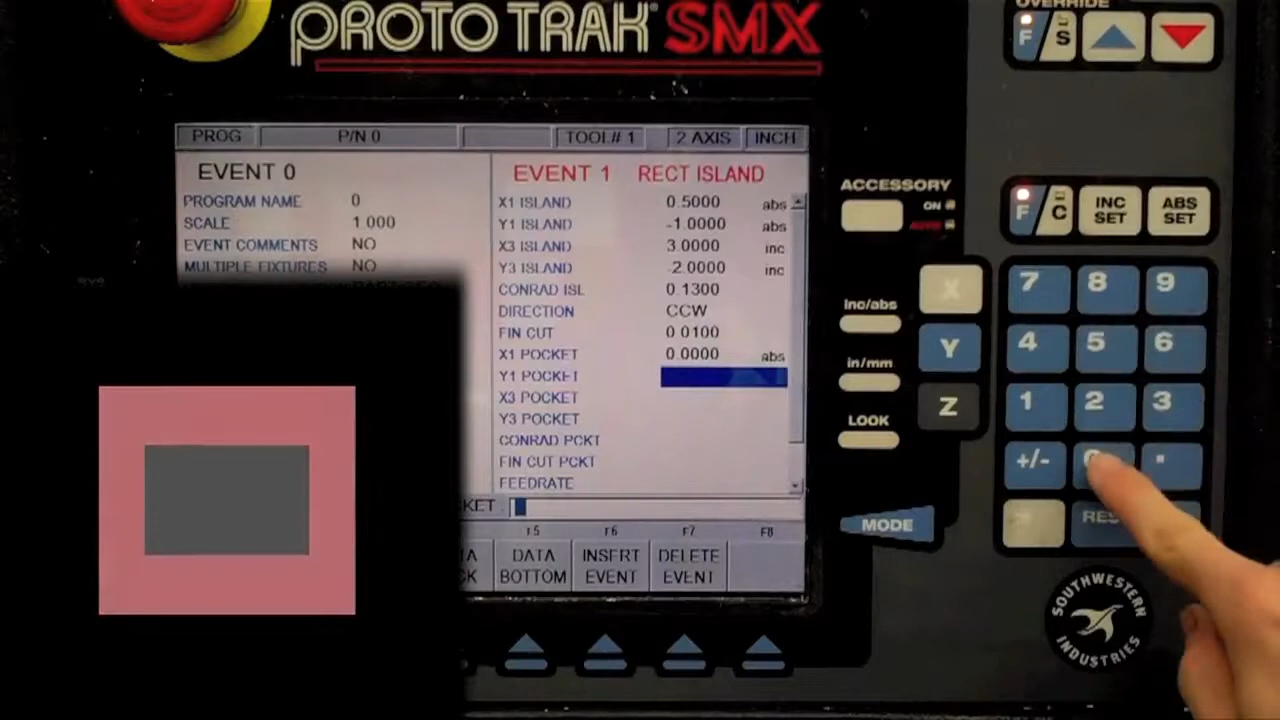 PROTO TRAK SMX
OVERRIDE
F S
PROG P/N 0 TOOL# 1 2 AXIS INCH
EVENT 0
PROGRAM NAME 0
SCALE 1.000
EVENT COMMENTS NO
MULTIPLE FIXTURES NO
EVENT 1 RECT ISLAND
X1 ISLAND 0.5000 abs
Y1 ISLAND -1.0000 abs
X3 ISLAND 3.0000 inc
Y3 ISLAND -2.0000 inc
CONRAD ISL 0.1300
DIRECTION CCW
FIN CUT 0.0100
X1 POCKET 0.0000 abs
Y1 POCKET
X3 POCKET
Y3 POCKET
CONRAD PCKT
FIN CUT PCKT
FEEDRATE
KET
F5 F6 F7 F8
DATA BOTTOM
INSERT EVENT
DELETE EVENT
ACCESSORY
ON
F C
INC SET
ABS SET
inc/abs
in/mm
LOOK
X
Y
Z
7 8 9
4 5 6
1 2 3
+/-
MODE
SOUTHWESTERN INDUSTRIES